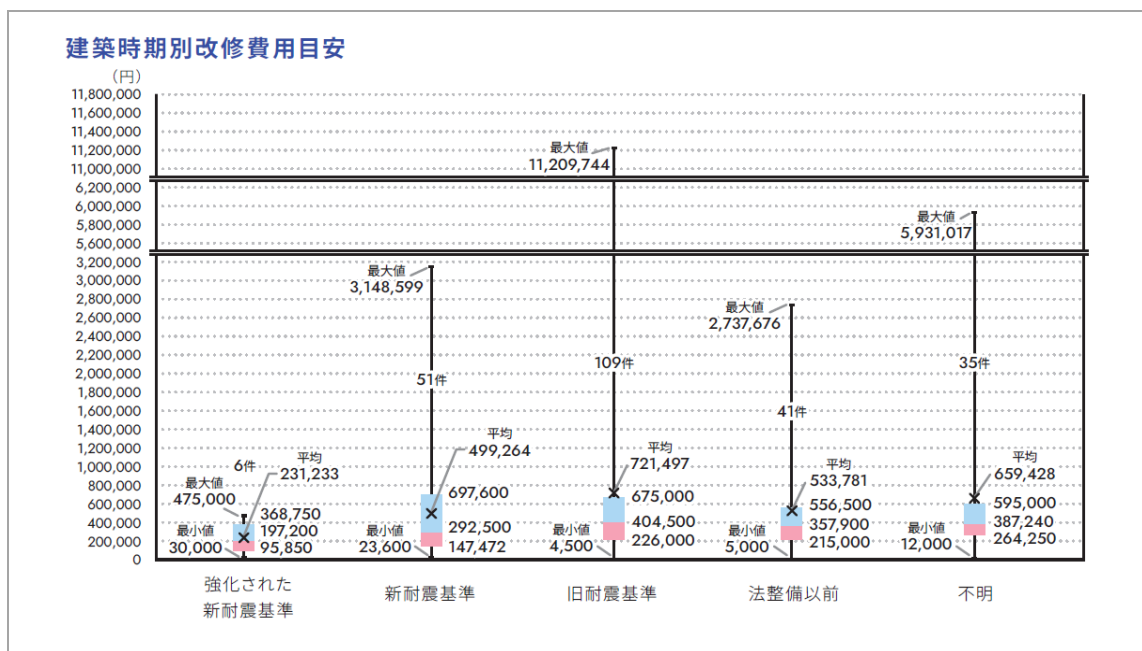 建築時期別改修費用目安
（円）
11,800,000
11,600,000
11,400,000
11,200,000
11,000,000
6,200,000
6,000,000
5,800,000
5,600,000
3,200,000
3,000,000
2,800,000
2,600,000
2,400,000
2,200,000
2,000,000
1,800,000
1,600,000
1,400,000
1,200,000
1,000,000
800,000
600,000
400,000
200,000
0
6件
平均
231,233
最大値
475,000
368,750
197,200
95,850
最小値
30,000
強化された
新耐震基準
最大値
3,148,599
51件
平均
499,264
697,600
292,500
147,472
最小値
23,600
新耐震基準
最大値
11,209,744
109件
平均
721,497
675,000
404,500
226,000
最小値
4,500
旧耐震基準
最大値
2,737,676
41件
平均
533,781
556,500
357,900
215,000
最小値
5,000
法整備以前
最大値
5,931,017
35件
平均
659,428
595,000
387,240
264,250
最小値
12,000
不明